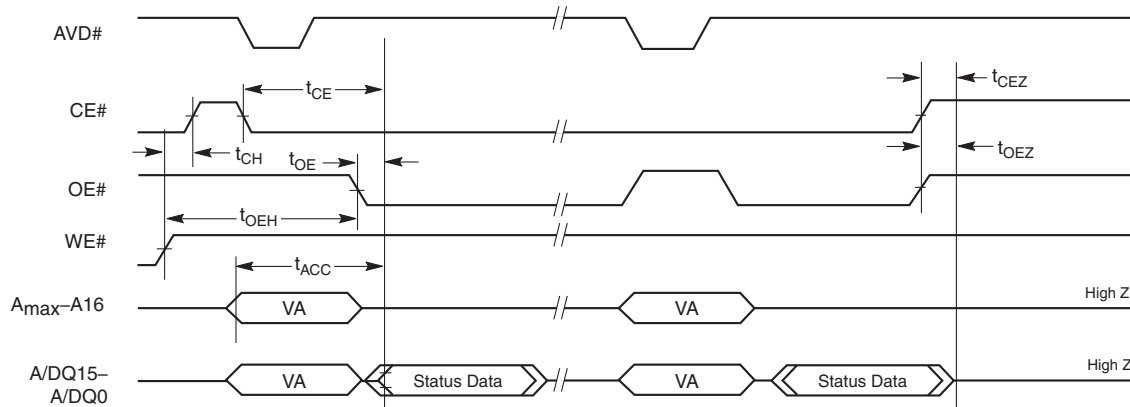 AVD#
CE#
tCE
tCEZ
tCH
tOE
tOEZ
OE#
tOEH
WE#
tACC
Amax–A16
VA
VA
High Z
A/DQ15–
A/DQ0
VA
Status Data
VA
Status Data
High Z